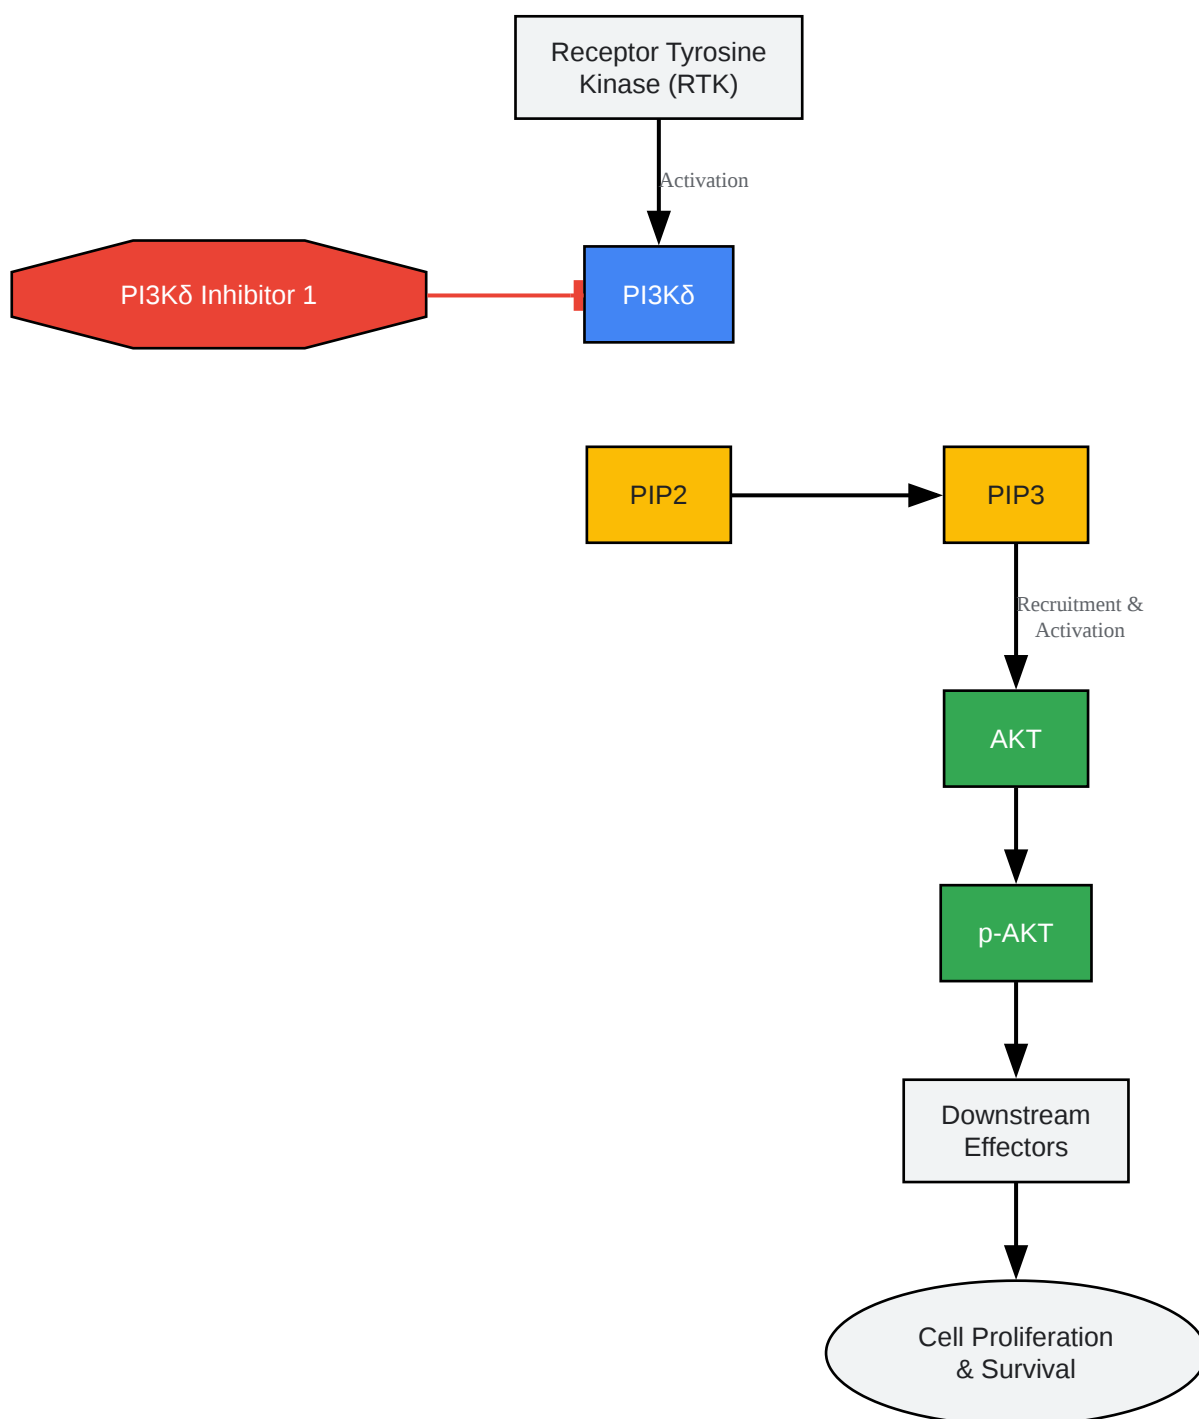 Receptor Tyrosine
Kinase (RTK)
Activation
PI3Kδ Inhibitor 1
PI3Kδ
PIP2
PIP3
Recruitment &
Activation
AKT
p-AKT
Downstream
Effectors
Cell Proliferation
& Survival